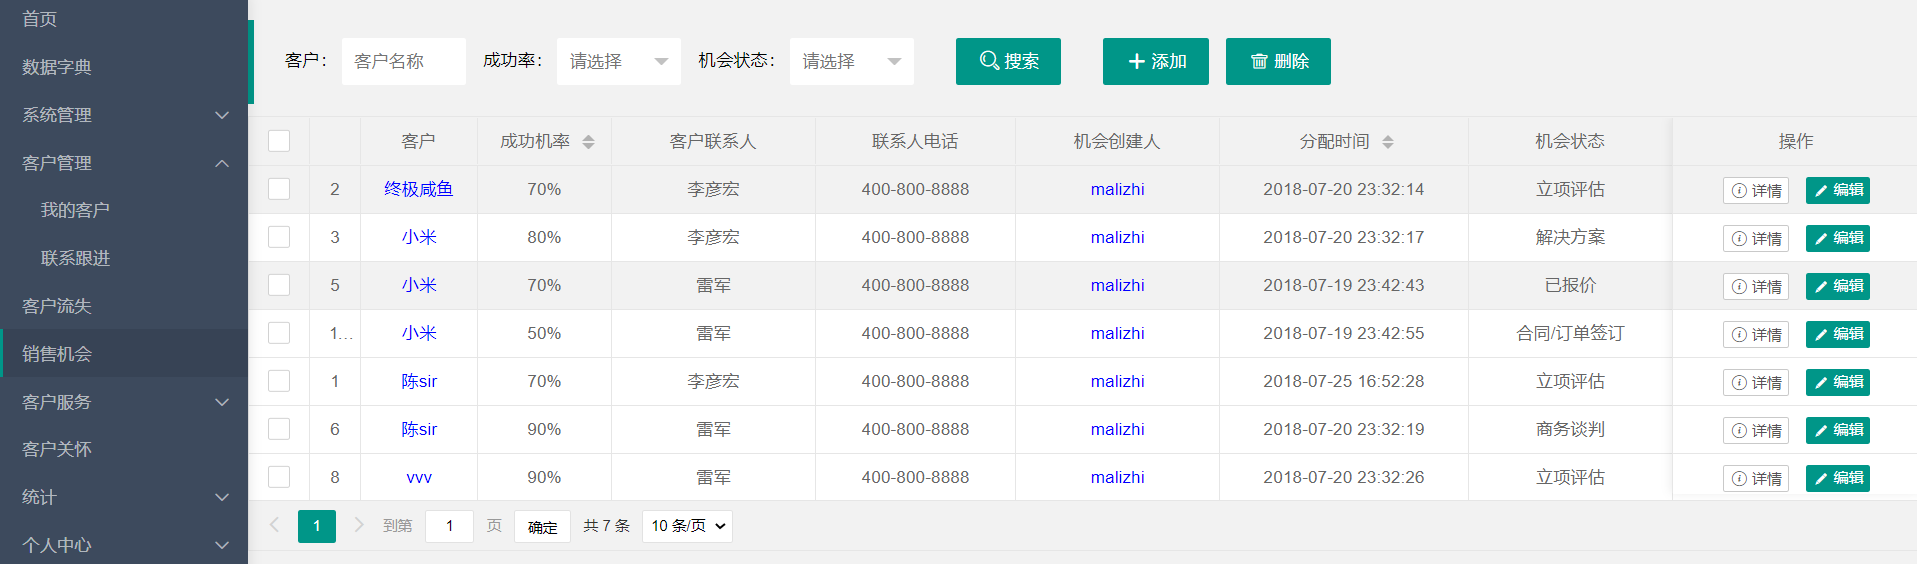 首页
数据字典
系统管理
客户管理
我的客户
联系跟进
客户流失
销售机会
客户服务
客户关怀
统计
个人中心
客户： 客户名称 成功率： 请选择 机会状态： 请选择 搜索 添加 删除
客户 成功机率 客户联系人 联系人电话 机会创建人 分配时间 机会状态 操作
2 终极咸鱼 70% 李彦宏 400-800-8888 malizhi 2018-07-20 23:32:14 立项评估 详情 编辑
3 小米 80% 李彦宏 400-800-8888 malizhi 2018-07-20 23:32:17 解决方案 详情 编辑
5 小米 70% 雷军 400-800-8888 malizhi 2018-07-19 23:42:43 已报价 详情 编辑
1... 小米 50% 雷军 400-800-8888 malizhi 2018-07-19 23:42:55 合同/订单签订 详情 编辑
1 陈sir 70% 李彦宏 400-800-8888 malizhi 2018-07-25 16:52:28 立项评估 详情 编辑
6 陈sir 90% 雷军 400-800-8888 malizhi 2018-07-20 23:32:19 商务谈判 详情 编辑
8 vvv 90% 雷军 400-800-8888 malizhi 2018-07-20 23:32:26 立项评估 详情 编辑
1 到第 1 页 确定 共 7 条 10 条/页